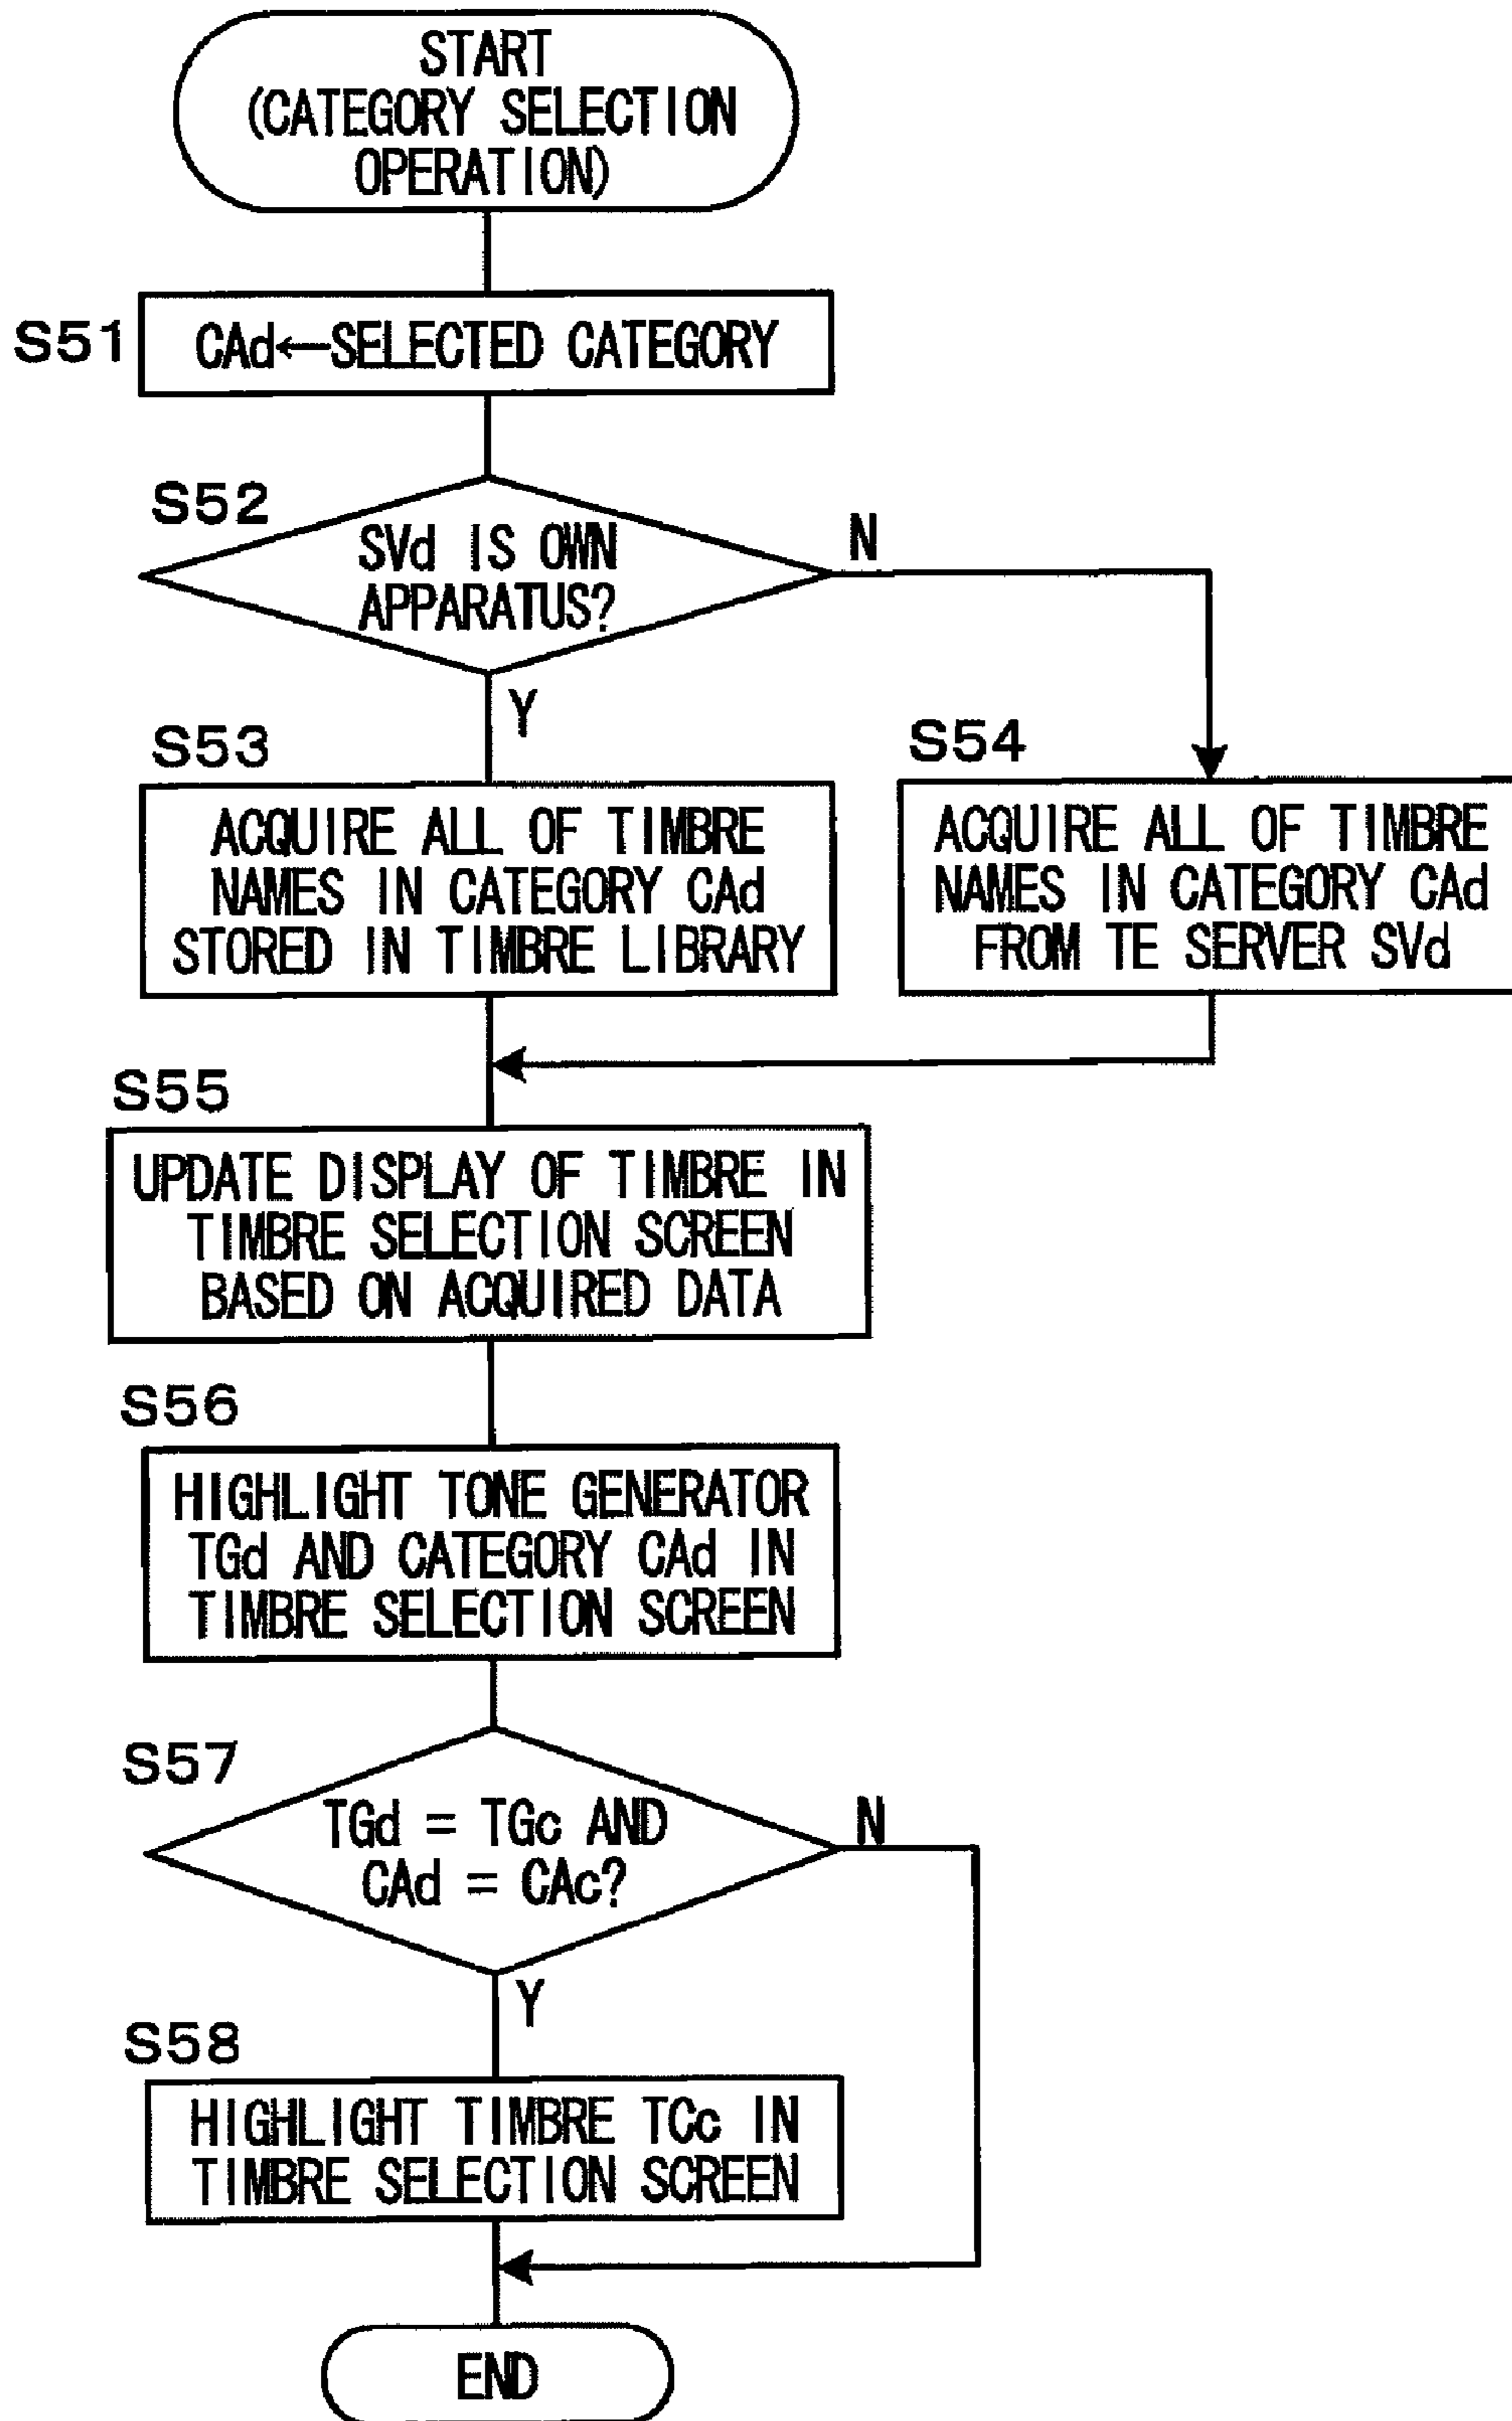 START
(CATEGORY SELECTION
OPERATION)
S51
CAd←SELECTED CATEGORY
S52
SVd IS OWN
APPARATUS?
N
Y
S53
ACQUIRE ALL OF TIMBRE
NAMES IN CATEGORY CAd
STORED IN TIMBRE LIBRARY
S54
ACQUIRE ALL OF TIMBRE
NAMES IN CATEGORY CAd
FROM TE SERVER SVd
S55
UPDATE DISPLAY OF TIMBRE IN
TIMBRE SELECTION SCREEN
BASED ON ACQUIRED DATA
S56
HIGHLIGHT TONE GENERATOR
TGd AND CATEGORY CAd IN
TIMBRE SELECTION SCREEN
S57
TGd = TGc AND
CAd = CAc?
N
Y
S58
HIGHLIGHT TIMBRE TCc IN
TIMBRE SELECTION SCREEN
END